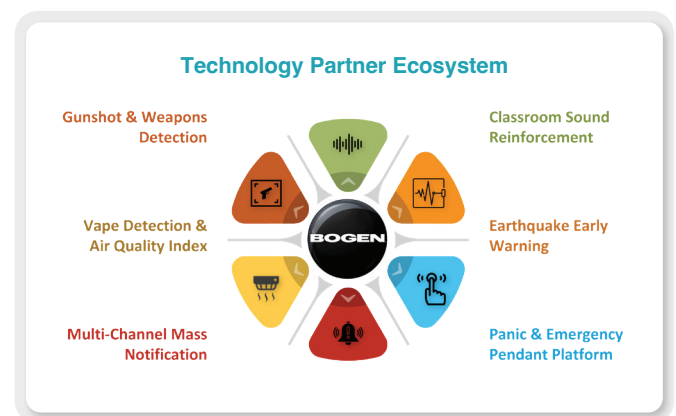 Technology Partner Ecosystem
Gunshot & Weapons
Detection
Classroom Sound
Reinforcement
Vape Detection &
Air Quality Index
BOGEN
Earthquake Early
Warning
Multi-Channel Mass
Notification
Panic & Emergency
Pendant Platform